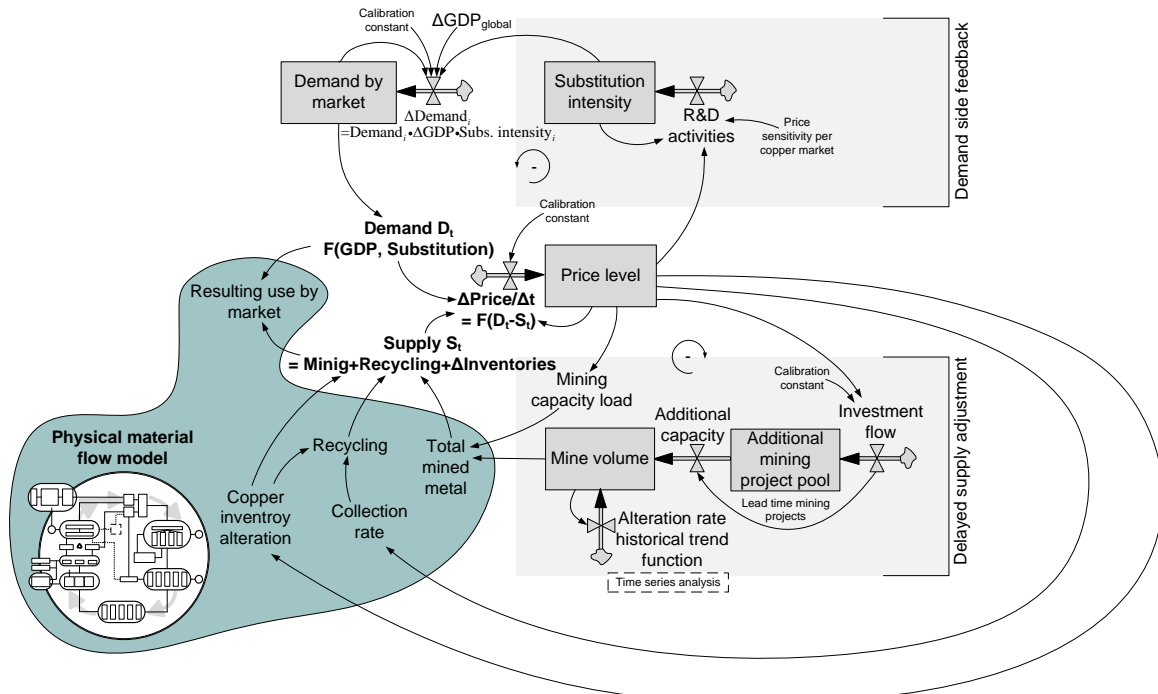 Calibration
constant
ΔGDPglobal
Demand by
market
Substitution
intensity
ΔDemandi
=Demandi•ΔGDP•Subs. intensityi
R&D
activities
Price
sensitivity per
copper market
Demand side feedback
-
Calibration
constant
Demand Dt
F(GDP, Substitution)
Price level
Resulting use by
market
ΔPrice/Δt
= F(Dt-St)
Supply St
= Minig+Recycling+ΔInventories
-
Mining
capacity load
Calibration
constant
Investment
flow
Additional
capacity
Physical material
flow model
Recycling
Total
mined
metal
Mine volume
Additional
mining
project pool
Lead time mining
projects
Copper
inventroy
alteration
Collection
rate
Alteration rate
historical trend
function
Time series analysis
Delayed supply adjustment